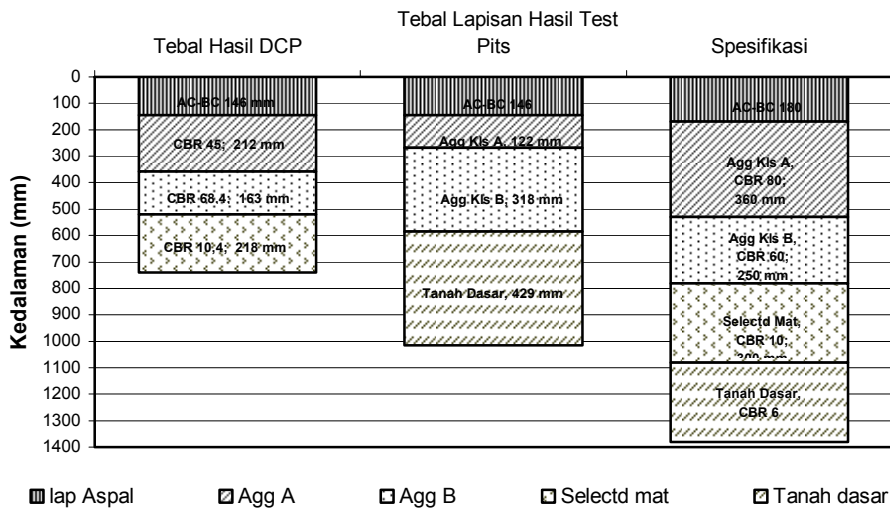 Tebal Lapisan Hasil Test
Tebal Hasil DCP Pits Spesifikasi
Kedalaman (mm)
0
100
200
300
400
500
600
700
800
900
1000
1100
1200
1300
1400
AC-BC 146 mm
CBR 45; 212 mm
CBR 68.4; 163 mm
CBR 10,4; 218 mm
AC-BC 146
Agg Kls A, 122 mm
Agg Kls B, 318 mm
Tanah Dasar, 429 mm
AC-BC 180
Agg Kls A,
CBR 80;
360 mm
Agg Kls B,
CBR 60;
250 mm
Selectd Mat,
CBR 10;
300 mm
Tanah Dasar,
CBR 6
lap Aspal Agg A Agg B Selectd mat Tanah dasar